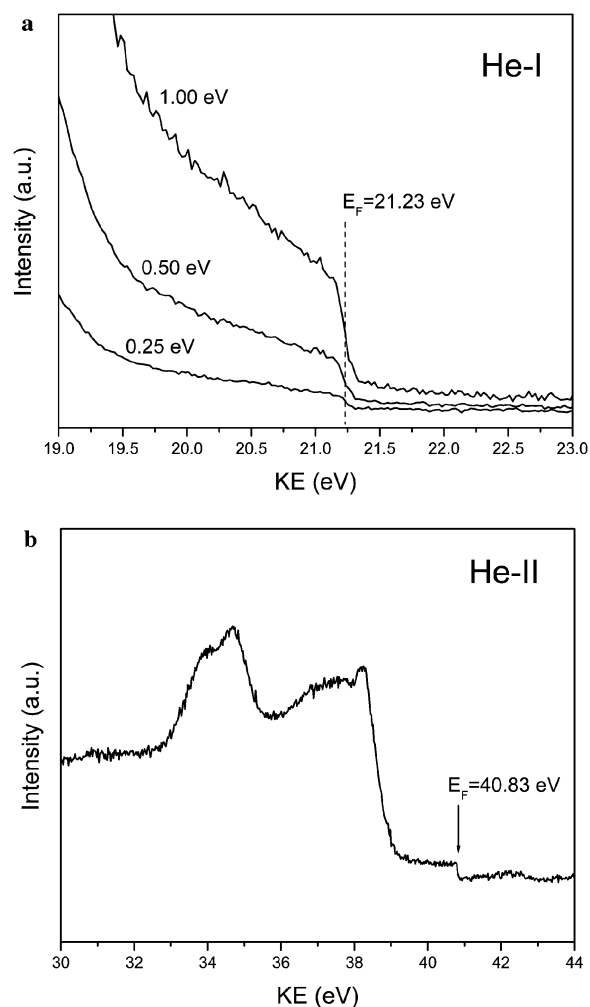 a
He-I
1.00 eV
E_F=21.23 eV
0.50 eV
0.25 eV
Intensity (a.u.)
19.0 19.5 20.0 20.5 21.0 21.5 22.0 22.5 23.0
KE (eV)
b
He-II
E_F=40.83 eV
Intensity (a.u.)
30 32 34 36 38 40 42 44
KE (eV)